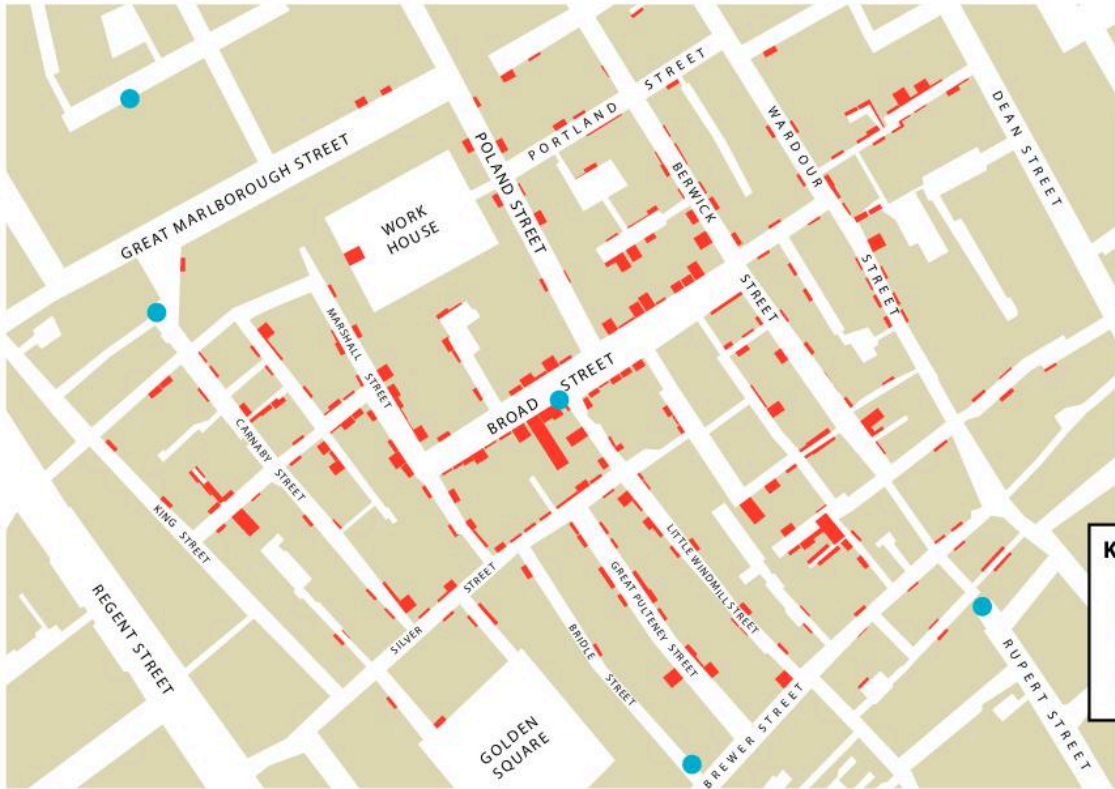 GREAT MARLBOROUGH STREET
PORTLAND STREET
POLAND STREET
WORK
HOUSE
BERWICK STREET
WARDOUR STREET
DEAN STREET
MARSHALL STREET
BROAD STREET
CARNABY STREET
KING STREET
REGENT STREET
SILVER STREET
GOLDEN
SQUARE
BRIDLE STREET
GREAT PULTENEY STREET
LITTLE WINDMILL STREET
BREWER STREET
RUPERT STREET
K